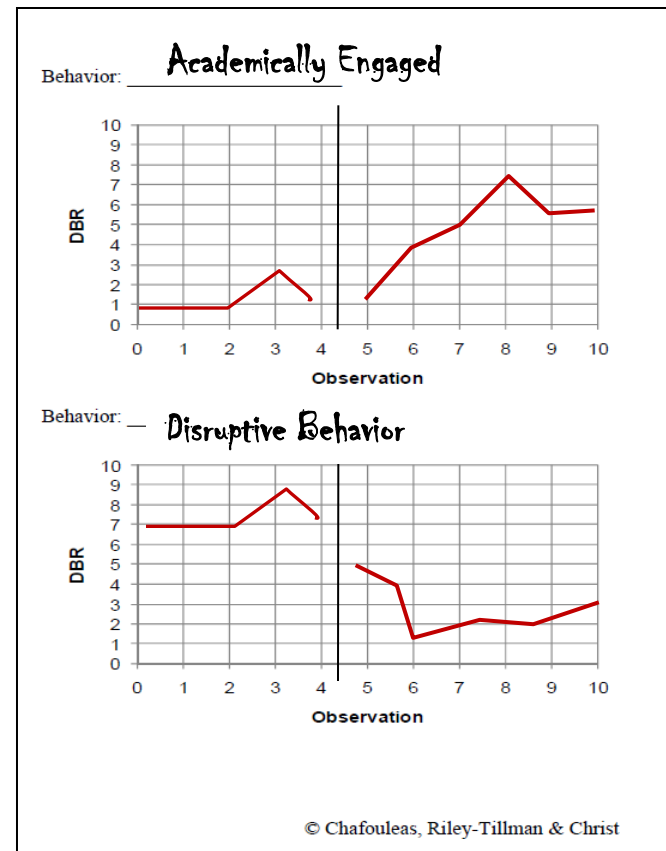 Behavior: Academically Engaged
10
9
8
7
6
5
4
3
2
1
0
DBR
0 1 2 3 4 5 6 7 8 9 10
Observation
Behavior: Disruptive Behavior
10
9
8
7
6
5
4
3
2
1
0
DBR
0 1 2 3 4 5 6 7 8 9 10
Observation
© Chafouleas, Riley-Tillman & Christ